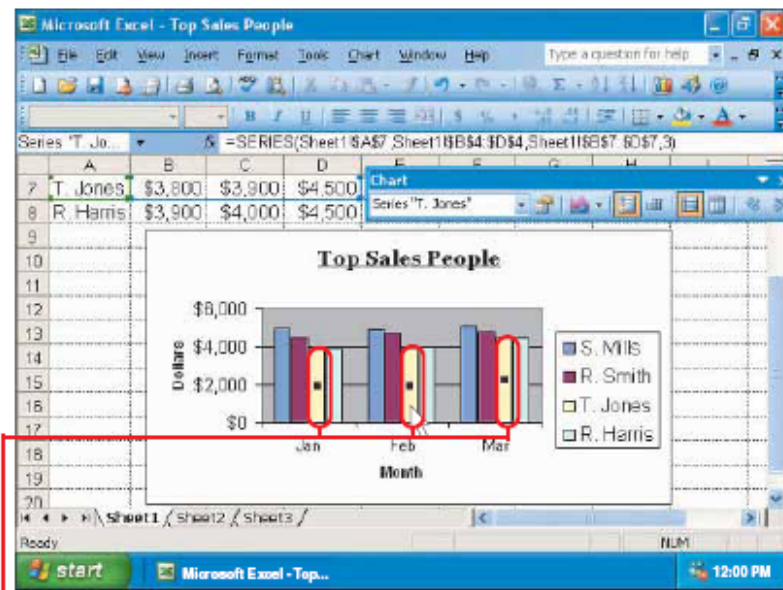 Microsoft Excel - Top Sales People
File Edit View Insert Format Tools Chart Window Help Type a question for help
B I U $ %
Series "T. Jo... fx =SERIES(Sheet1!$A$7,Sheet1!$B$4:$D$4,Sheet1!$B$7:$D$7,3)
A B C D E F G H I
Chart
7 T. Jones $3,800 $3,900 $4,500
Series "T. Jones"
8 R. Harris $3,900 $4,000 $4,500
9
10
11
12
13
14
15
16
17
18
19
20
Top Sales People
$6,000
$4,000
$2,000
$0
Dollars
Jan Feb Mar
Month
S. Mills
R. Smith
T. Jones
R. Harris
Sheet1 / Sheet2 / Sheet3 /
Ready NUM
start Microsoft Excel - Top... 12:00 PM